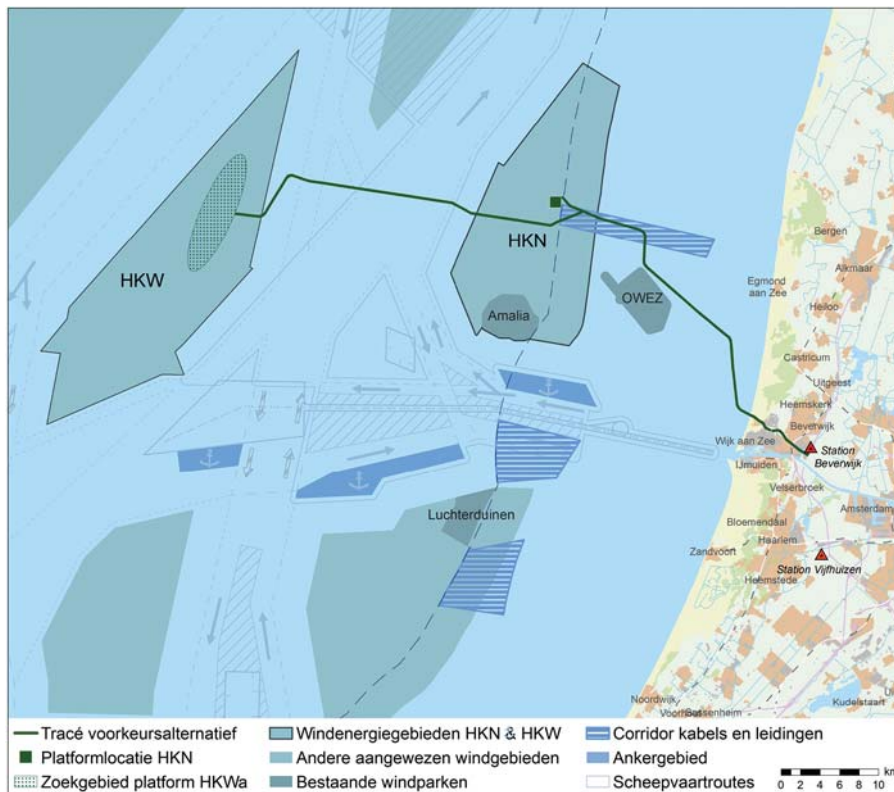 Bergen
Alkmaar
HKN
Egmond
aan Zee
HKW
OWEZ
Heiloo
Amalia
Castricum
Uitgeest
Heemskerk
Beverwijk
Wijk aan Zee
Station
Beverwijk
IJmuiden
Velserbroek
Luchterduinen
Amsterdam
Bloemendaal
Haarlem
Zandvoort
Station Vijfhuizen
Heemstede
Noordwijk
Kudelstaart
Tracé voorkeursalternatief
Windenergiegebieden HKN & HKW
Corridor kabels en leidingen
Platformlocatie HKN
Andere aangewezen windgebieden
Ankergebied
Zoekgebied platform HKWa
Bestaande windparken
Scheepvaartroutes
km
0 2 4 6 8 10